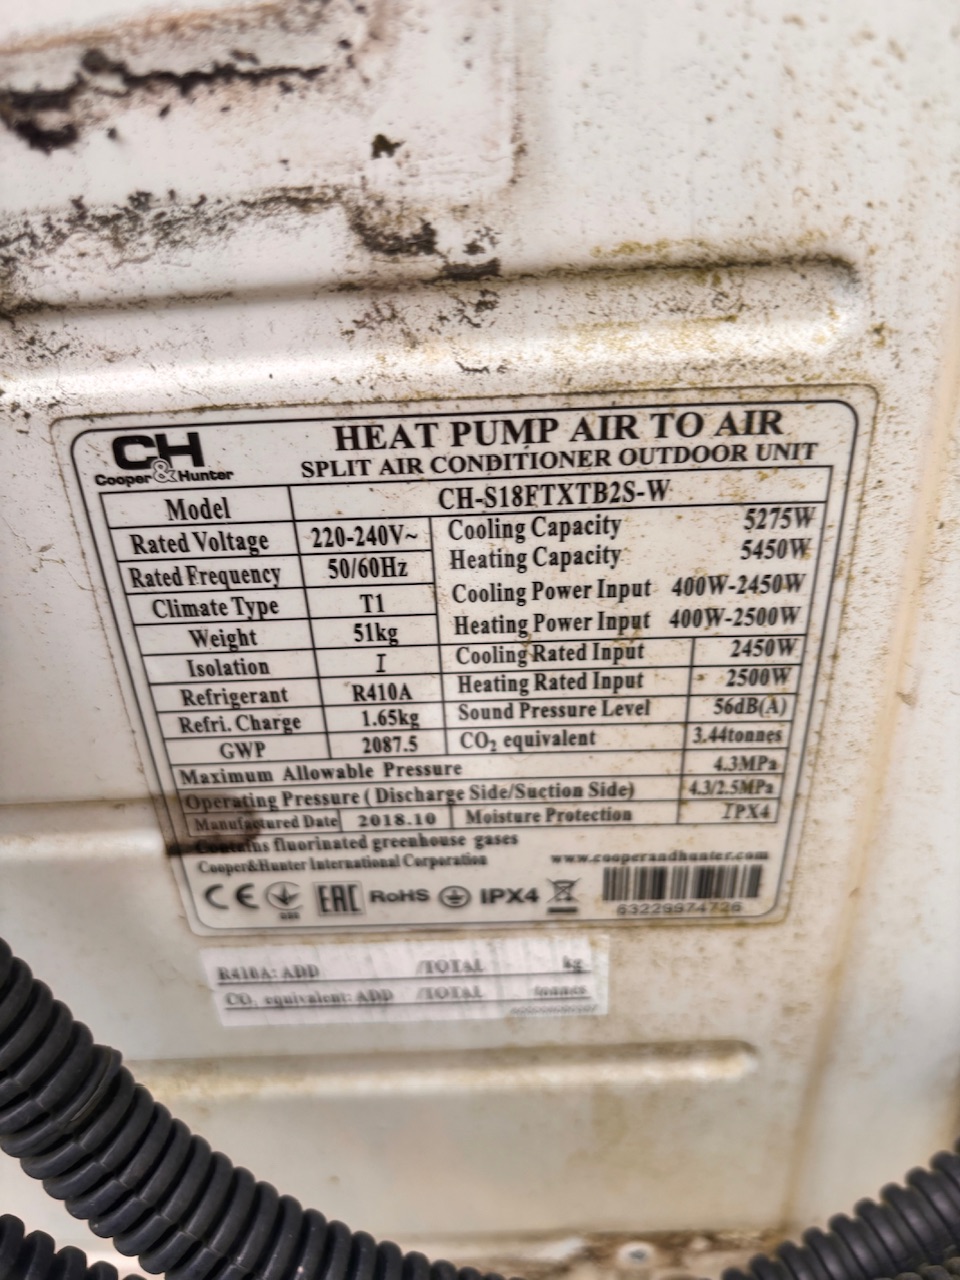 CH
Cooper&Hunter
HEAT PUMP AIR TO AIR
SPLIT AIR CONDITIONER OUTDOOR UNIT
Model CH-S18FTXTB2S-W
Rated Voltage 220-240V~ Cooling Capacity 5275W
Rated Frequency 50/60Hz Heating Capacity 5450W
Climate Type T1 Cooling Power Input 400W-2450W
Weight 51kg Heating Power Input 400W-2500W
Isolation I Cooling Rated Input 2450W
Refrigerant R410A Heating Rated Input 2500W
Refri. Charge 1.65kg Sound Pressure Level 56dB(A)
GWP 2087.5 CO₂ equivalent 3.44tonnes
Maximum Allowable Pressure 4.3MPa
Operating Pressure ( Discharge Side/Suction Side) 4.3/2.5MPa
Manufactured Date 2018.10 Moisture Protection IPX4
Contains fluorinated greenhouse gases
Cooper&Hunter International Corporation www.cooperandhunter.com
CE EAC RoHS IPX4
63229974726
R410A: ADD /TOTAL kg
CO₂ equivalent: ADD /TOTAL tonnes